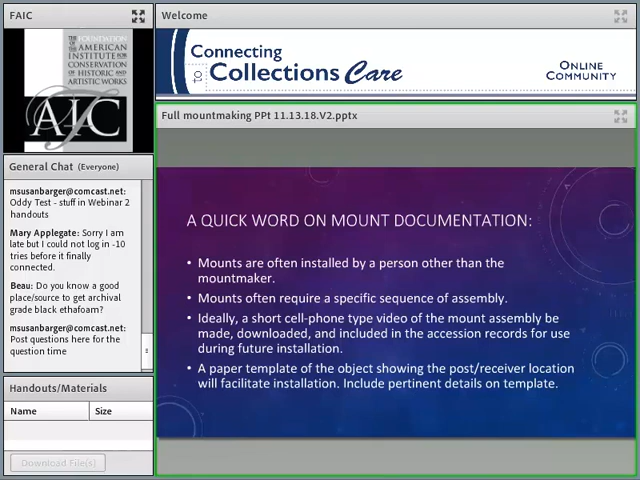 FAIC
THE
FOUNDATION
OF THE
AMERICAN
INSTITUTE FOR
CONSERVATION
OF HISTORIC AND
ARTISTIC WORKS
AIC
General Chat (Everyone)
msusanbarger@comcast.net:
Oddy Test - stuff in Webinar 2
handouts
Mary Applegate: Sorry I am
late but I could not log in -10
tries before it finally
connected.
Beau: Do you know a good
place/source to get archival
grade black ethafoam?
msusanbarger@comcast.net:
Post questions here for the
question time
Handouts/Materials
Name Size
Download File(s)
Welcome
Connecting
to Collections Care
ONLINE
COMMUNITY
Full mountmaking PPt 11.13.18.V2.pptx
A QUICK WORD ON MOUNT DOCUMENTATION:
• Mounts are often installed by a person other than the
mountmaker.
• Mounts often require a specific sequence of assembly.
• Ideally, a short cell-phone type video of the mount assembly be
made, downloaded, and included in the accession records for use
during future installation.
• A paper template of the object showing the post/receiver location
will facilitate installation. Include pertinent details on template.